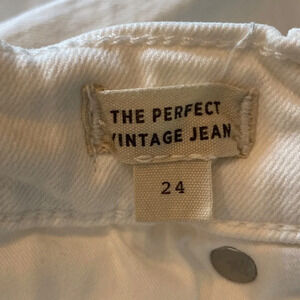 THE PERFECT
VINTAGE JEAN
24